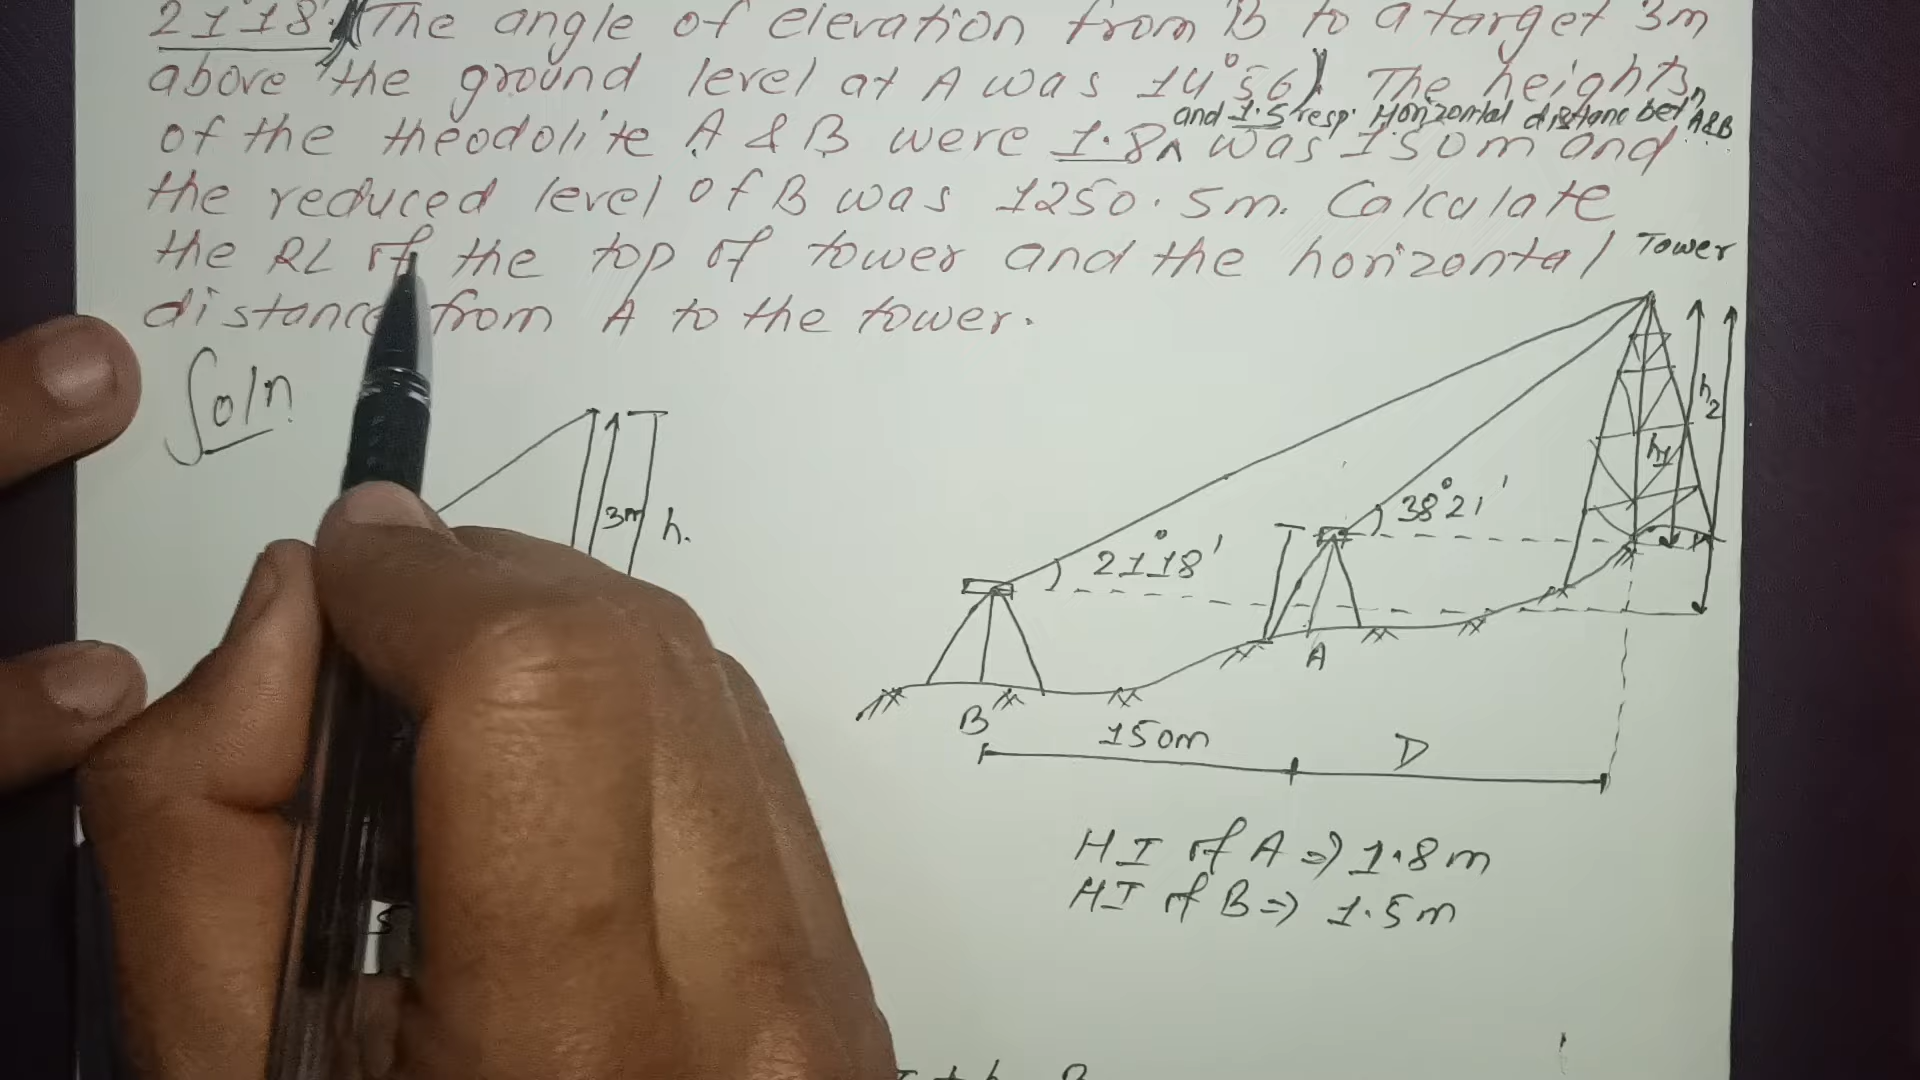 21°18'. (The angle of elevation from B to a target 3m
above the ground level at A was 14°56') The heights
and 1.5 resp. Horizontal distanc betn A&B
of the theodolite A & B were 1.8 ^ was 150m and
the reduced level of B was 1250.5m. Calculate
the RL of the top of tower and the horizontal
distance from A to the tower.
Tower
Soln
3m
h.
h2
h1
38°21'
21°18'
A
B
150m
D
HI of A => 1.8m
HI of B => 1.5m
5